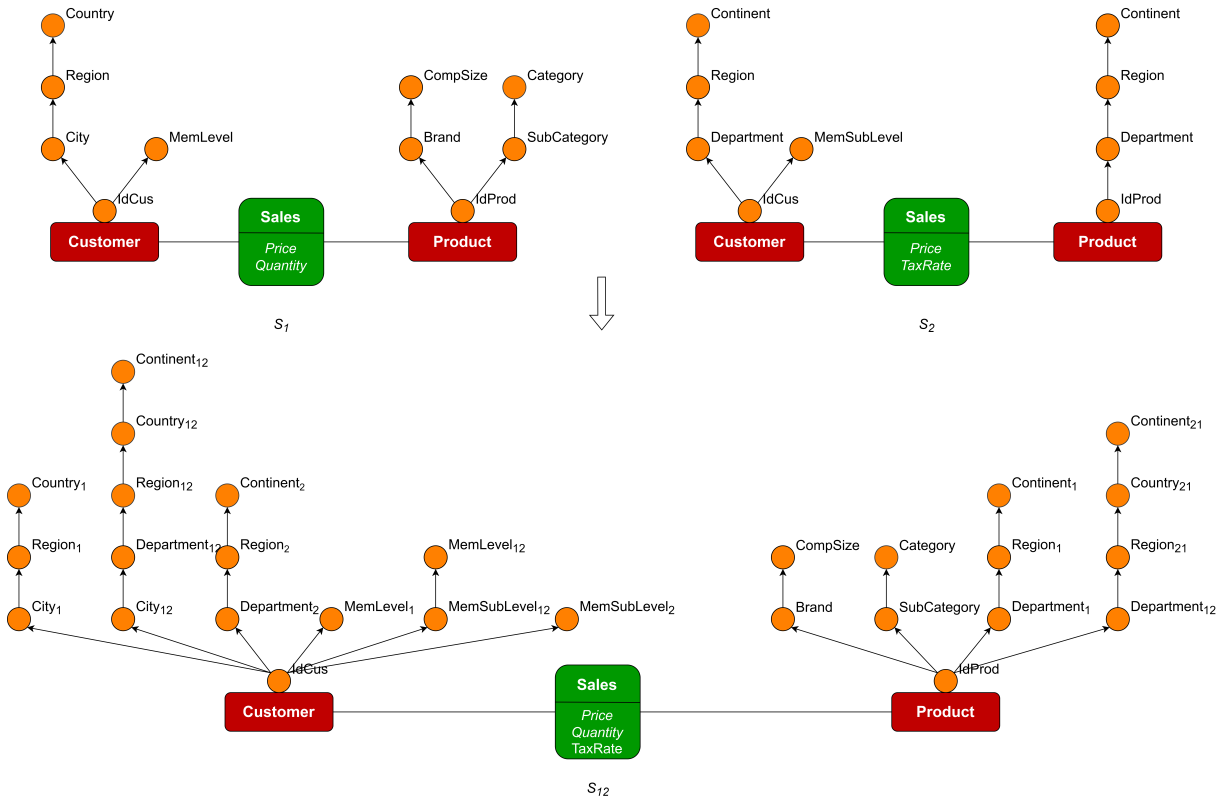 Country
Continent
Continent
Region
CompSize
Category
Region
Region
City
MemLevel
Brand
SubCategory
Department
MemSubLevel
Department
IdCus
IdProd
IdCus
IdProd
Customer
Sales
Price
Quantity
Product
Customer
Sales
Price
TaxRate
Product
S1
S2
Continent12
Country12
Continent21
Country1
Region12
Continent2
Continent1
Country21
Region1
Department12
Region2
MemLevel12
CompSize
Category
Region1
Region21
City1
City12
Department2
MemLevel1
MemSubLevel12
MemSubLevel2
Brand
SubCategory
Department1
Department12
IdCus
IdProd
Customer
Sales
Price
Quantity
TaxRate
Product
S12